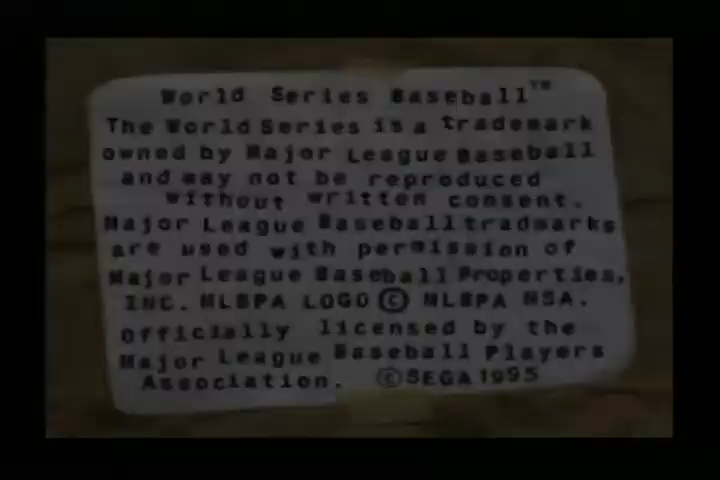 World Series Baseball™
The World Series is a trademark
owned by Major League Baseball
and may not be reproduced
without written consent.
Major League Baseball tradmarks
are used with permission of
Major League Baseball Properties,
INC. MLBPA LOGO © MLBPA MSA.
Officially licensed by the
Major League Baseball Players
Association. ©SEGA 1995